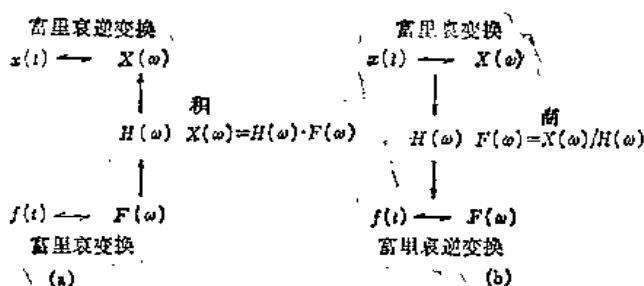 富里哀逆变换 富里哀变换
x(t) X(ω) x(t) X(ω)
积 商
H(ω) X(ω)=H(ω)·F(ω) H(ω) F(ω)=X(ω)/H(ω)
f(t) F(ω) f(t) F(ω)
富里哀变换 富里哀逆变换
(a) (b)